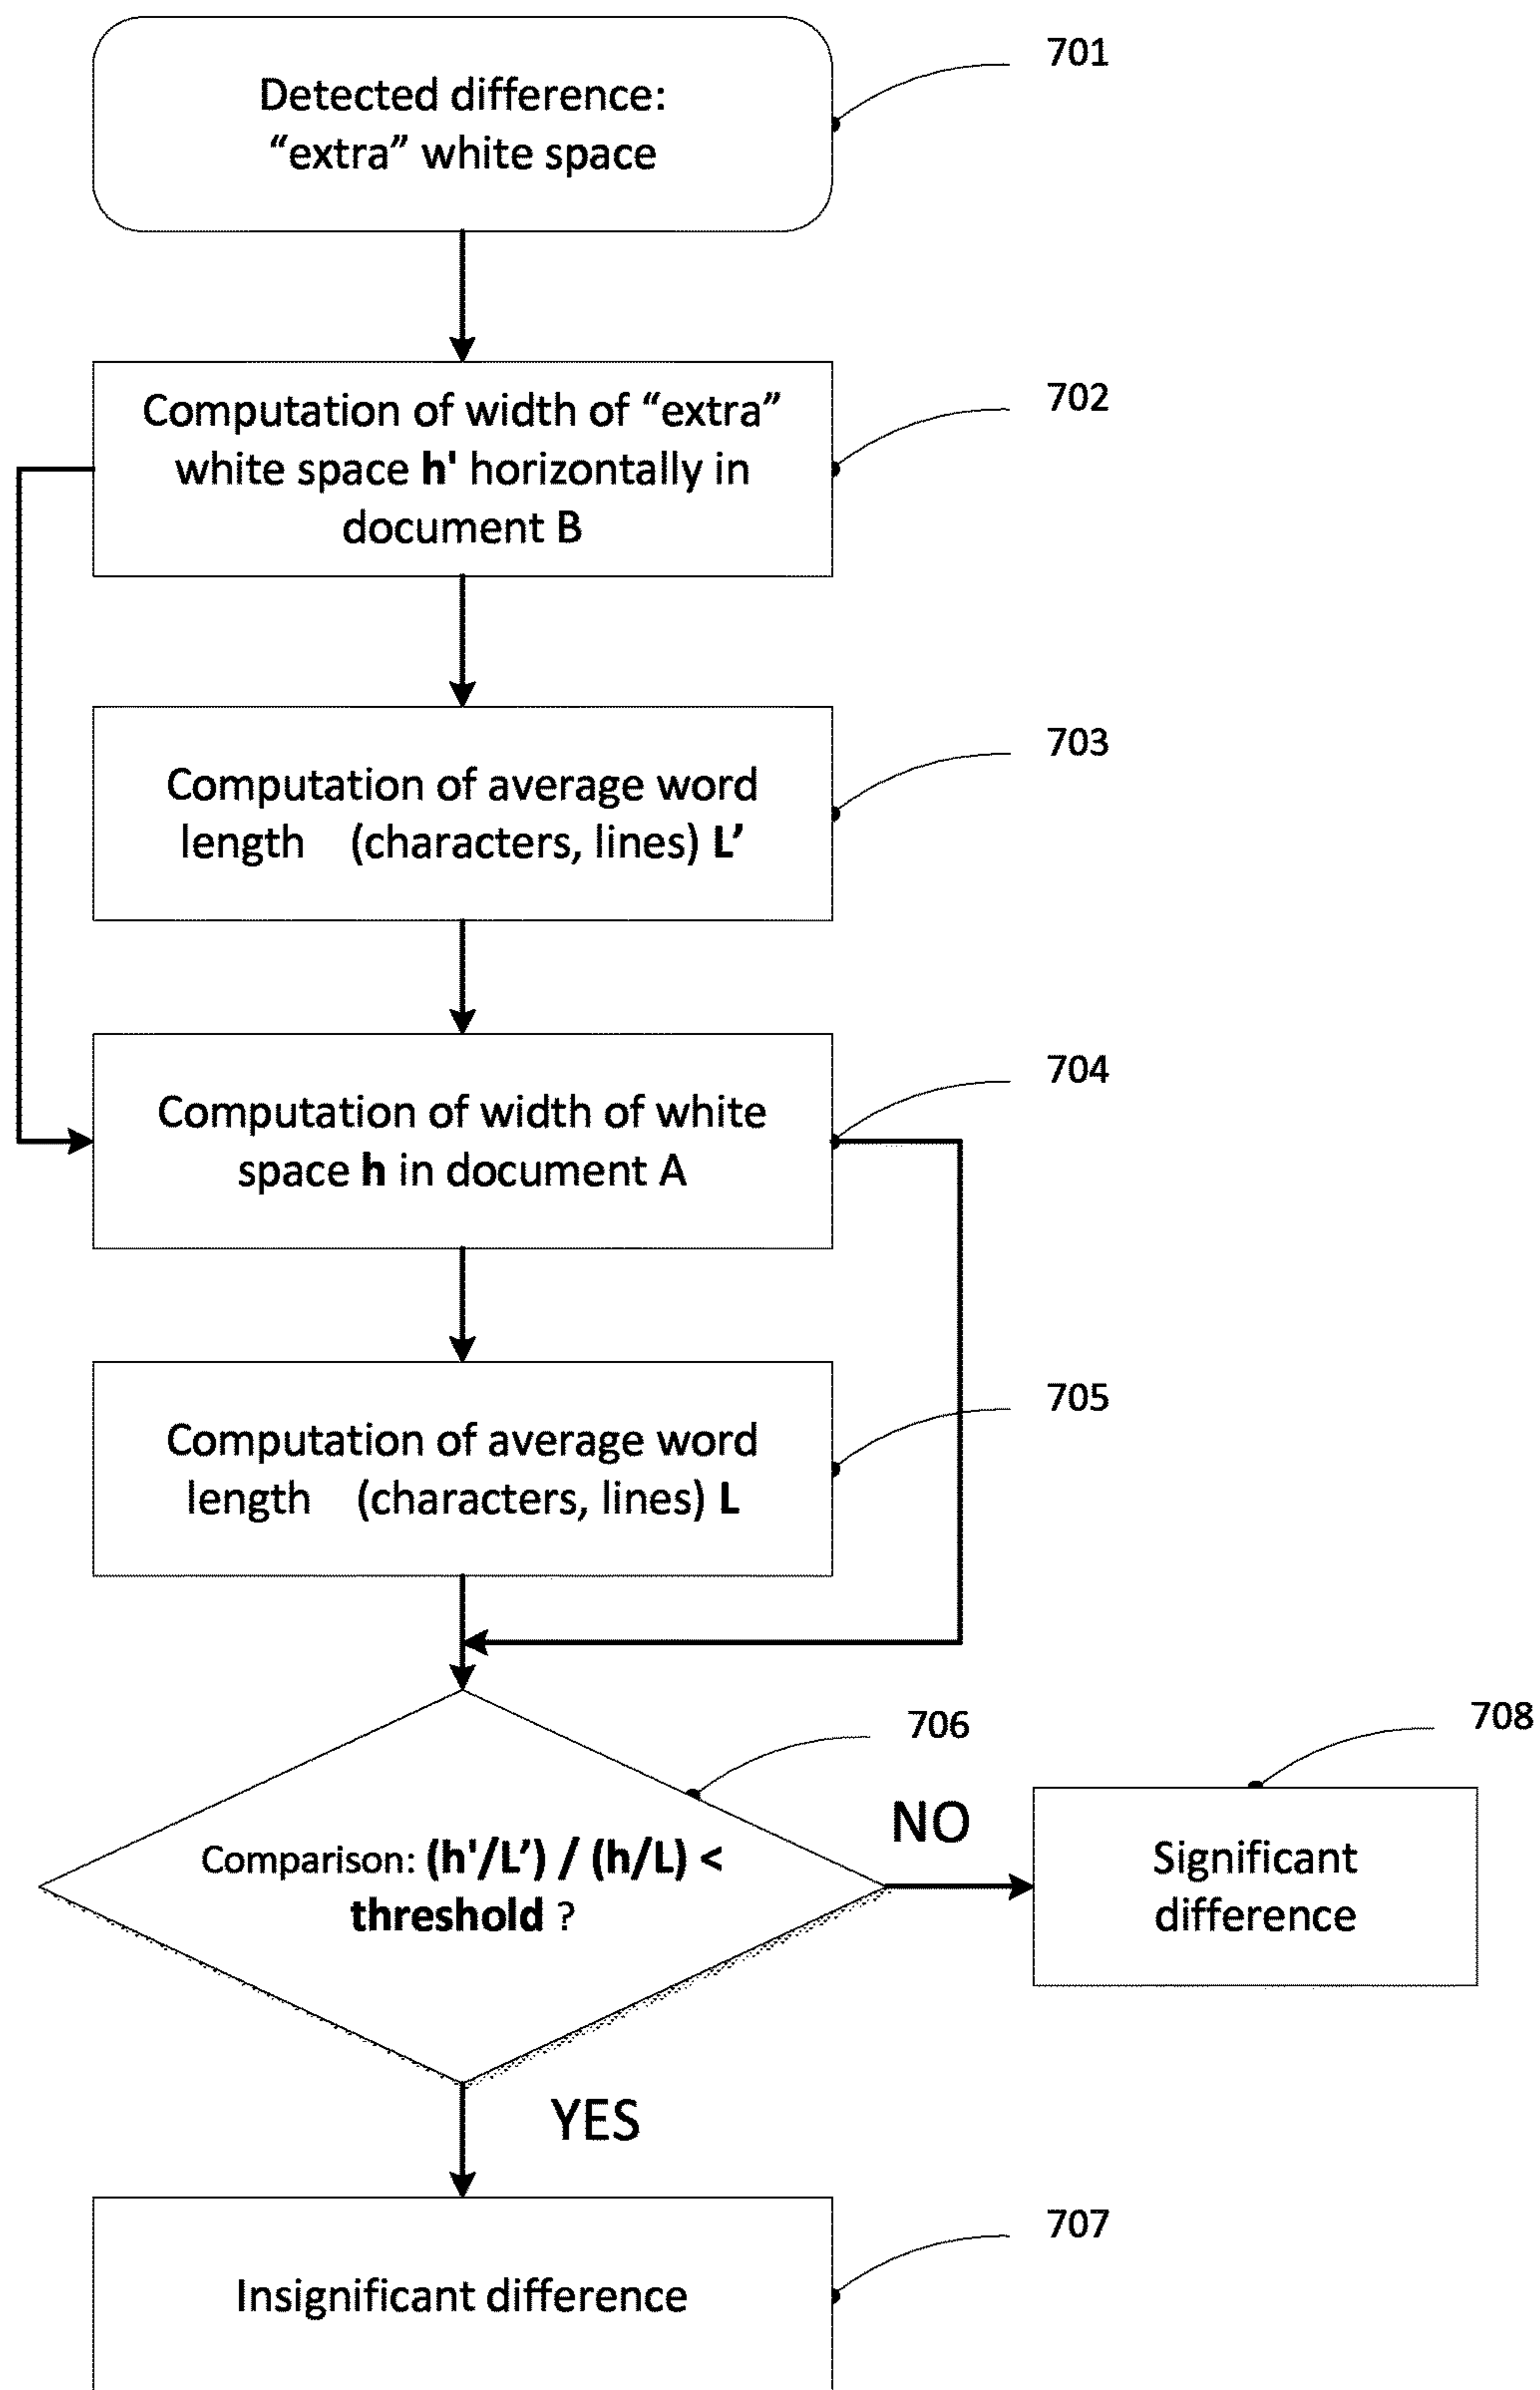 Detected difference:
“extra” white space
701
Computation of width of “extra”
white space h' horizontally in
document B
702
Computation of average word
length (characters, lines) L’
703
Computation of width of white
space h in document A
704
Computation of average word
length (characters, lines) L
705
Comparison: (h'/L’) / (h/L) <
threshold ?
706
NO
Significant
difference
708
YES
Insignificant difference
707